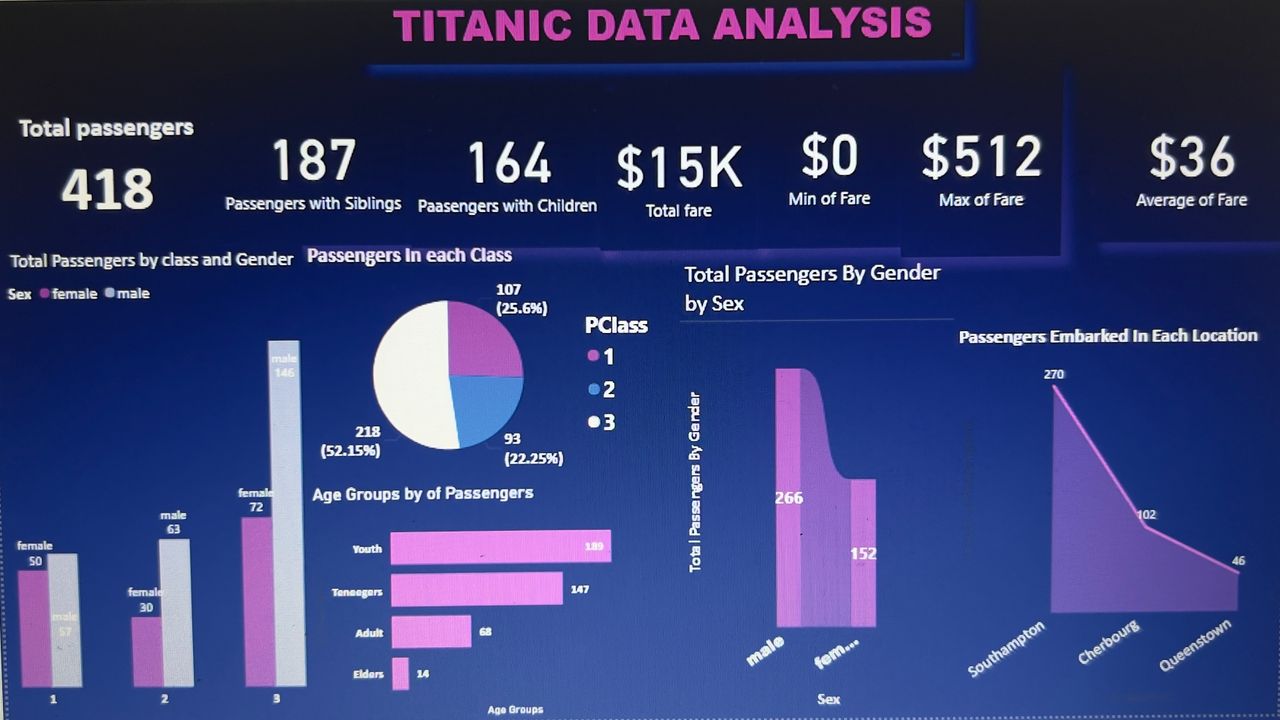 TITANIC DATA ANALYSIS
Total passengers
418
187
Passengers with Siblings
164
Paasengers with Children
$15K
Total fare
$0
Min of Fare
$512
Max of Fare
$36
Average of Fare
Total Passengers by class and Gender
Sex female male
female
50
male
57
female
30
male
63
female
72
male
146
1
2
3
Passengers In each Class
107
(25.6%)
93
(22.25%)
218
(52.15%)
PClass
1
2
3
Age Groups by of Passengers
Youth
189
Teneegers
147
Adult
68
Elders
14
Age Groups
Total Passengers By Gender
by Sex
Total Passengers By Gender
266
152
male
fem...
Sex
Passengers Embarked In Each Location
270
102
46
Southampton
Cherbourg
Queenstown